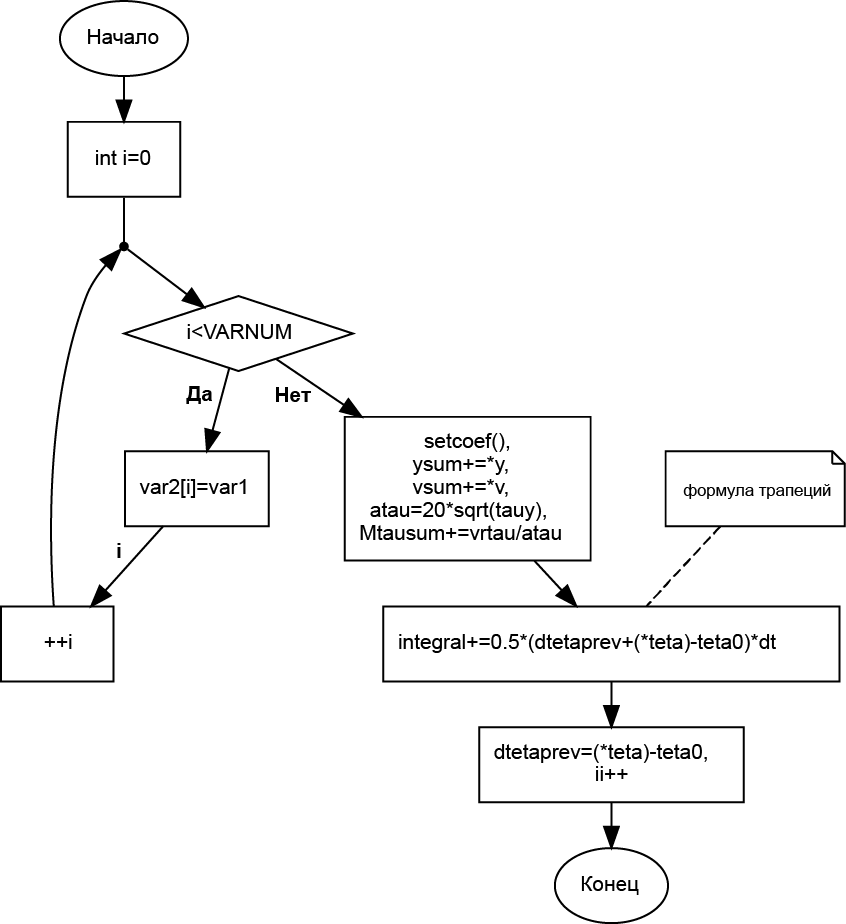 Начало
int i=0
i<VARNUM
Да
Нет
var2[i]=var1
setcoef(),
ysum+=*y,
vsum+=*v,
atau=20*sqrt(tauy),
Mtausum+=vrtau/atau
формула трапеций
i
++i
integral+=0.5*(dtetaprev+(*teta)-teta0)*dt
dtetaprev=(*teta)-teta0,
ii++
Конец